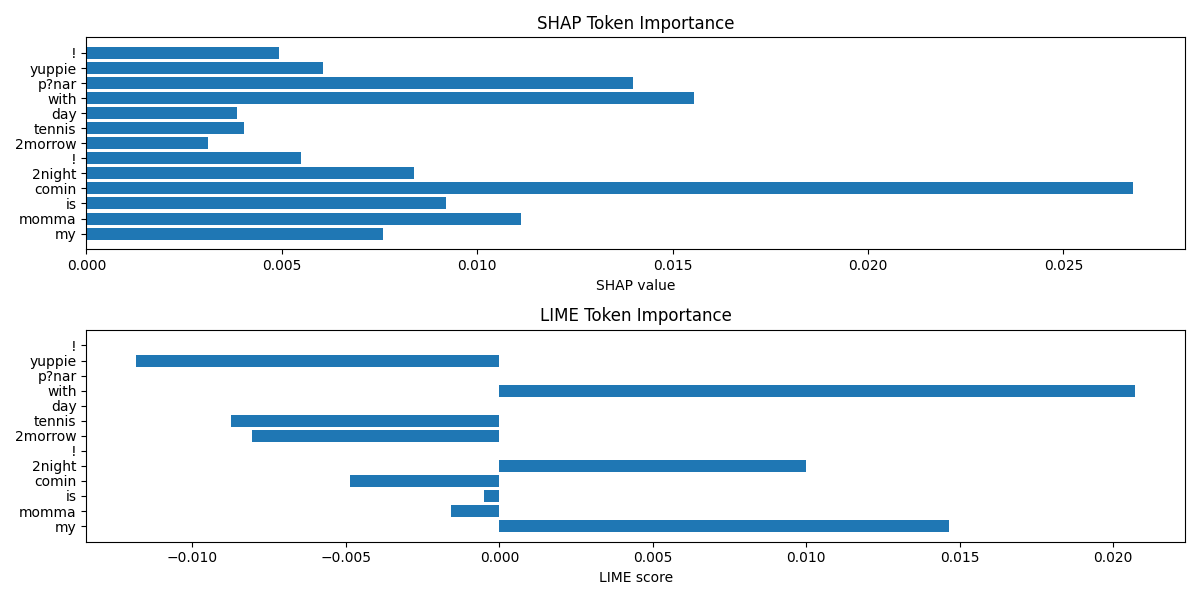 SHAP Token Importance
!
yuppie
p?nar
with
day
tennis
2morrow
!
2night
comin
is
momma
my
0.000 0.005 0.010 0.015 0.020 0.025
SHAP value
LIME Token Importance
!
yuppie
p?nar
with
day
tennis
2morrow
!
2night
comin
is
momma
my
−0.010 −0.005 0.000 0.005 0.010 0.015 0.020
LIME score